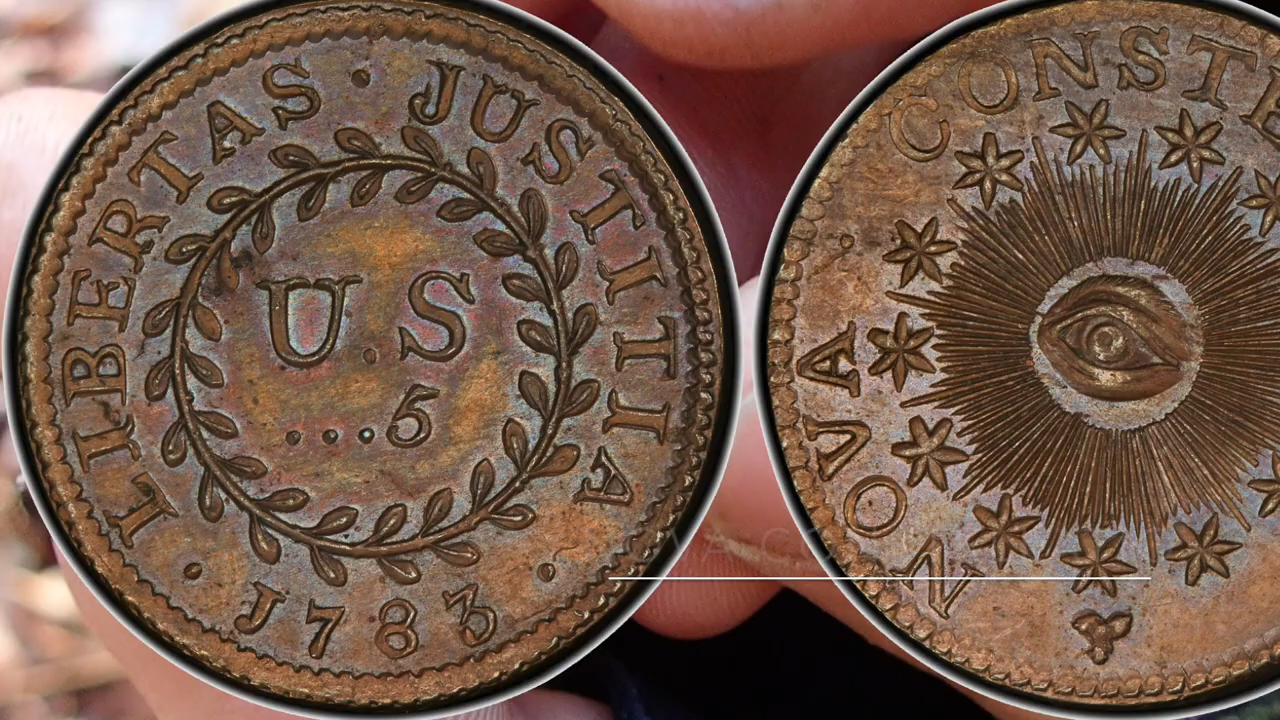 LIBERTAS · JUSTITIA
U.S
...5
· J783 ·
NOVA CONSTE